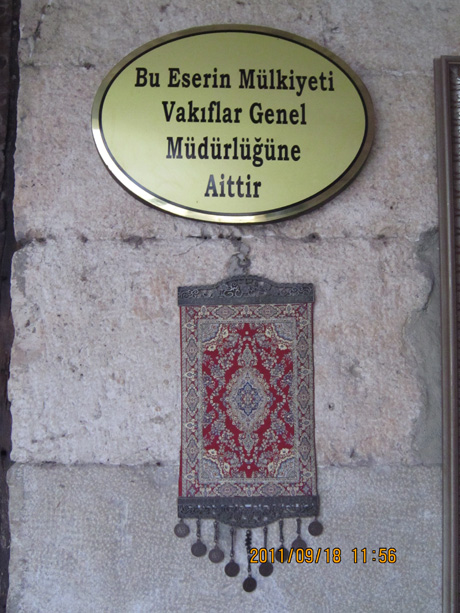 Bu Eserin Mülkiyeti
Vakıflar Genel
Müdürlüğüne
Aittir
2011/09/18 11:56